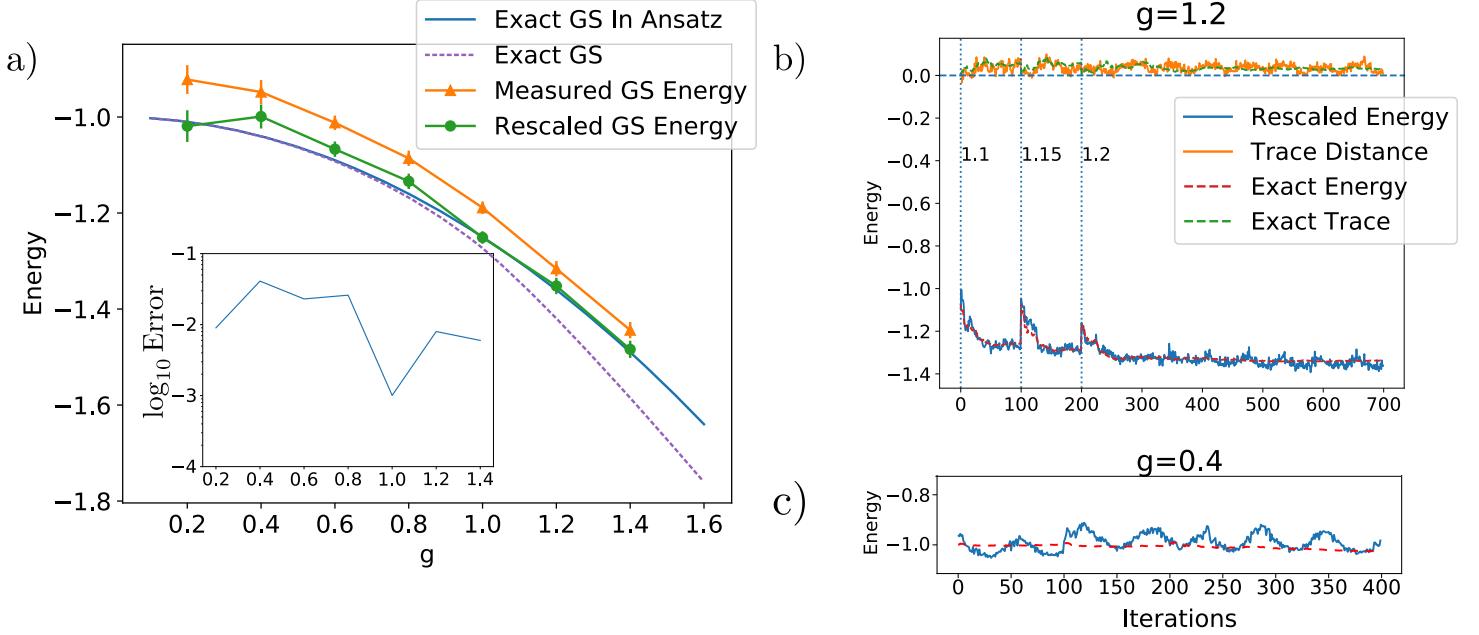 a)
Exact GS In Ansatz
Exact GS
Measured GS Energy
Rescaled GS Energy
Energy
−1.0
−1.2
−1.4
−1.6
−1.8
0.2 0.4 0.6 0.8 1.0 1.2 1.4 1.6
g
log10 Error
−1
−2
−3
−4
0.2 0.4 0.6 0.8 1.0 1.2 1.4
b)
g=1.2
Energy
0.0
−0.2
−0.4
−0.6
−0.8
−1.0
−1.2
−1.4
1.1 1.15 1.2
Rescaled Energy
Trace Distance
Exact Energy
Exact Trace
0 100 200 300 400 500 600 700
c)
g=0.4
Energy
−0.8
−1.0
0 50 100 150 200 250 300 350 400
Iterations